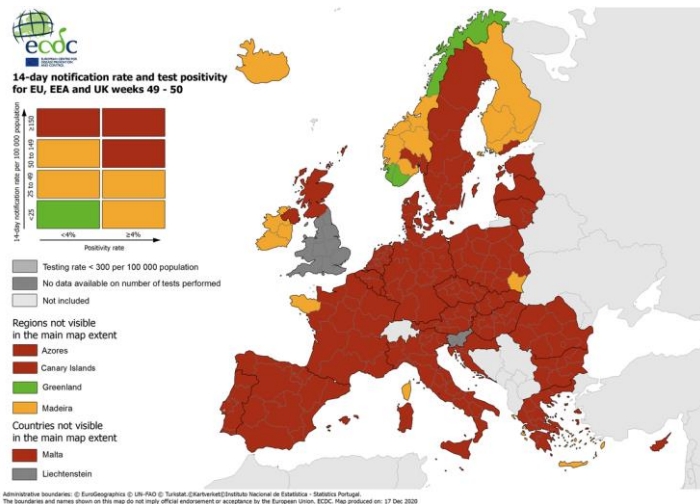 ecdc
EUROPEAN CENTRE FOR
DISEASE PREVENTION
AND CONTROL
14-day notification rate and test positivity
for EU, EEA and UK weeks 49 - 50
14-day notification rate per 100 000 population
≥150
50 to 149
25 to 49
<25
<4%
≥4%
Positivity rate
Testing rate < 300 per 100 000 population
No data available on number of tests performed
Not included
Regions not visible
in the main map extent
Azores
Canary Islands
Greenland
Madeira
Countries not visible
in the main map extent
Malta
Liechtenstein
Administrative boundaries: © EuroGeographics © UN-FAO © Turkstat.©Kartverket©Instituto Nacional de Estatística - Statistics Portugal.
The boundaries and names shown on this map do not imply official endorsement or acceptance by the European Union. ECDC. Map produced on: 17 Dec 2020